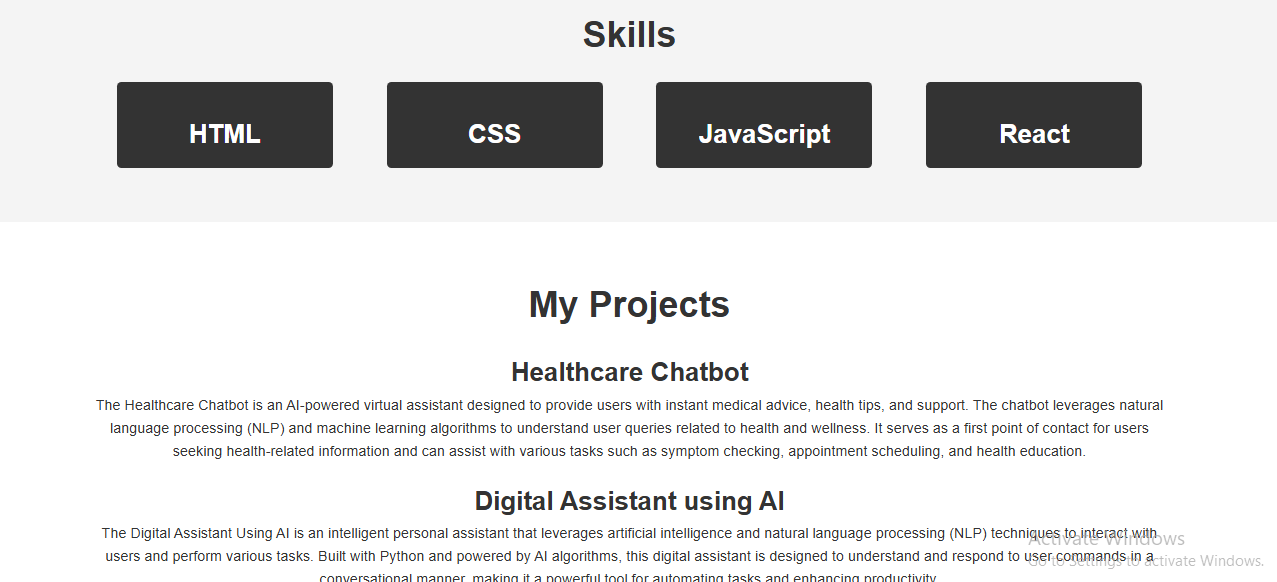 Skills
HTML CSS JavaScript React
My Projects
Healthcare Chatbot
The Healthcare Chatbot is an AI-powered virtual assistant designed to provide users with instant medical advice, health tips, and support. The chatbot leverages natural
language processing (NLP) and machine learning algorithms to understand user queries related to health and wellness. It serves as a first point of contact for users
seeking health-related information and can assist with various tasks such as symptom checking, appointment scheduling, and health education.
Digital Assistant using AI
The Digital Assistant Using AI is an intelligent personal assistant that leverages artificial intelligence and natural language processing (NLP) techniques to interact with
users and perform various tasks. Built with Python and powered by AI algorithms, this digital assistant is designed to understand and respond to user commands in a
conversational manner, making it a powerful tool for automating tasks and enhancing productivity.
Activate Windows
Go to Settings to activate Windows.